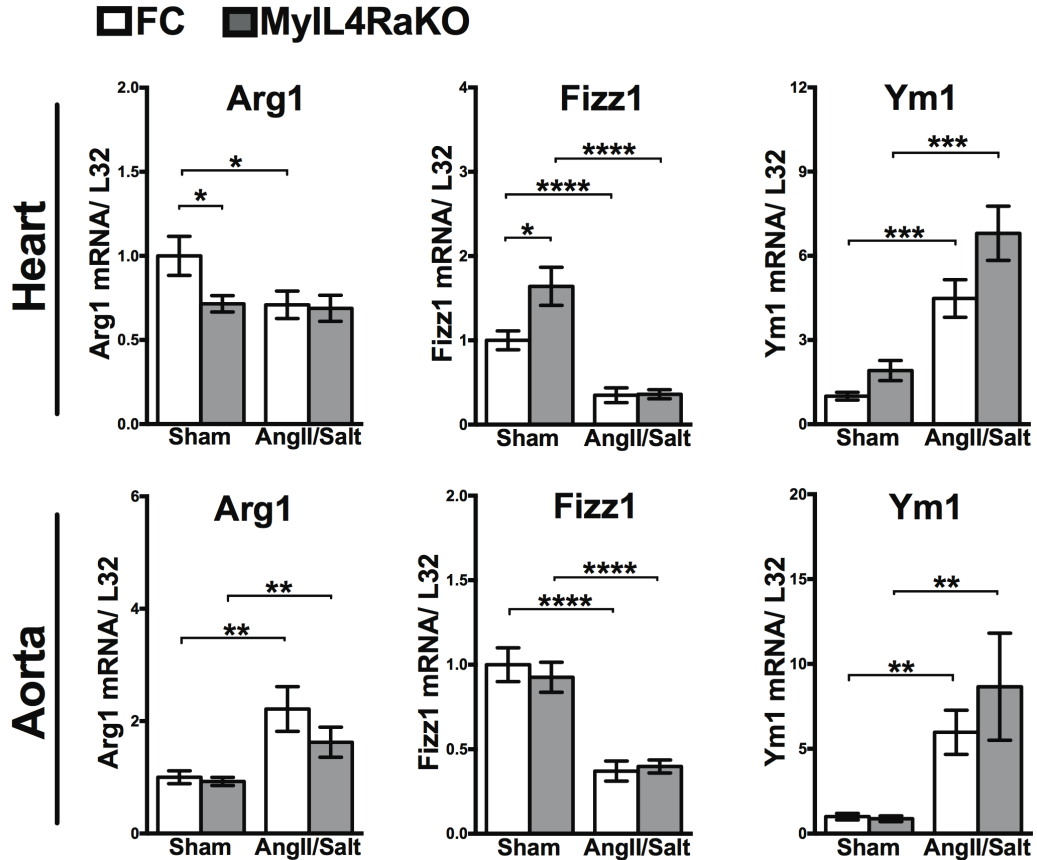 FC MyIL4RaKO
Heart
Arg1
Arg1 mRNA/ L32
2.0
1.5
1.0
0.5
0.0
*
*
Sham AngII/Salt
Fizz1
Fizz1 mRNA/ L32
4
3
2
1
0
****
****
*
Sham AngII/Salt
Ym1
Ym1 mRNA/ L32
12
9
6
3
0
***
***
Sham AngII/Salt
Aorta
Arg1
Arg1 mRNA/ L32
6
4
2
0
**
**
Sham AngII/Salt
Fizz1
Fizz1 mRNA/ L32
2.0
1.5
1.0
0.5
0.0
****
****
Sham AngII/Salt
Ym1
Ym1 mRNA/ L32
20
15
10
5
0
**
**
Sham AngII/Salt